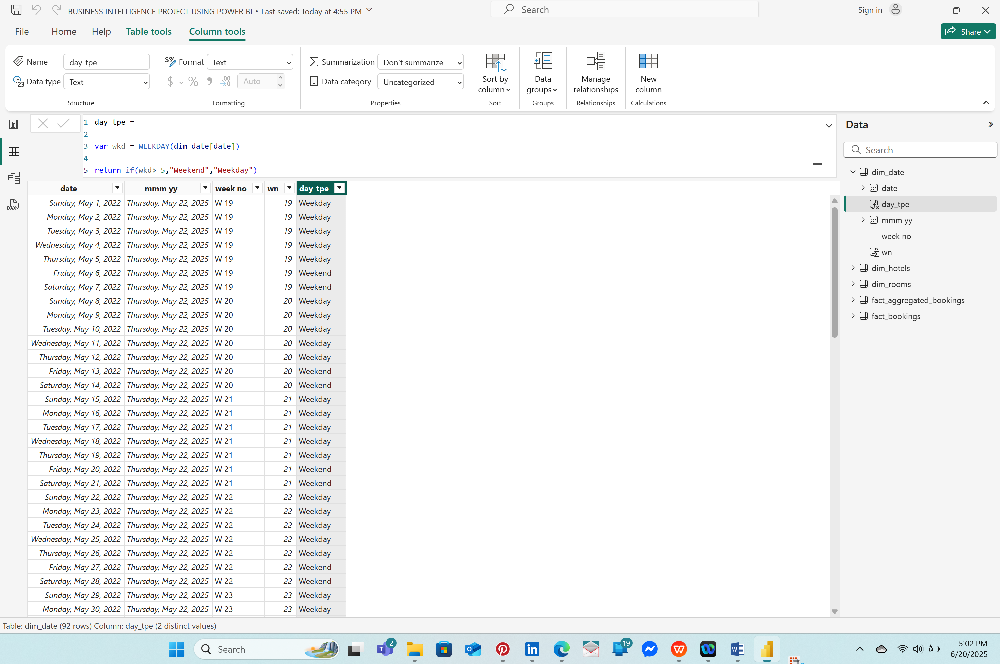 BUSINESS INTELLIGENCE PROJECT USING POWER BI • Last saved: Today at 4:55 PM
Search
Sign in
File Home Help Table tools Column tools
Share
Name day_tpe
Data type Text
Structure
Format Text
$ % , .00 Auto
Formatting
Summarization Don't summarize
Data category Uncategorized
Properties
Sort by
column
Sort
Data
groups
Groups
Manage
relationships
Relationships
New
column
Calculations
1 day_tpe =
2
3 var wkd = WEEKDAY(dim_date[date])
4
5 return if(wkd> 5,"Weekend","Weekday")
date mmm yy week no wn day_tpe
Sunday, May 1, 2022 Thursday, May 22, 2025 W 19 19 Weekday
Monday, May 2, 2022 Thursday, May 22, 2025 W 19 19 Weekday
Tuesday, May 3, 2022 Thursday, May 22, 2025 W 19 19 Weekday
Wednesday, May 4, 2022 Thursday, May 22, 2025 W 19 19 Weekday
Thursday, May 5, 2022 Thursday, May 22, 2025 W 19 19 Weekday
Friday, May 6, 2022 Thursday, May 22, 2025 W 19 19 Weekend
Saturday, May 7, 2022 Thursday, May 22, 2025 W 19 19 Weekend
Sunday, May 8, 2022 Thursday, May 22, 2025 W 20 20 Weekday
Monday, May 9, 2022 Thursday, May 22, 2025 W 20 20 Weekday
Tuesday, May 10, 2022 Thursday, May 22, 2025 W 20 20 Weekday
Wednesday, May 11, 2022 Thursday, May 22, 2025 W 20 20 Weekday
Thursday, May 12, 2022 Thursday, May 22, 2025 W 20 20 Weekday
Friday, May 13, 2022 Thursday, May 22, 2025 W 20 20 Weekend
Saturday, May 14, 2022 Thursday, May 22, 2025 W 20 20 Weekend
Sunday, May 15, 2022 Thursday, May 22, 2025 W 21 21 Weekday
Monday, May 16, 2022 Thursday, May 22, 2025 W 21 21 Weekday
Tuesday, May 17, 2022 Thursday, May 22, 2025 W 21 21 Weekday
Wednesday, May 18, 2022 Thursday, May 22, 2025 W 21 21 Weekday
Thursday, May 19, 2022 Thursday, May 22, 2025 W 21 21 Weekday
Friday, May 20, 2022 Thursday, May 22, 2025 W 21 21 Weekend
Saturday, May 21, 2022 Thursday, May 22, 2025 W 21 21 Weekend
Sunday, May 22, 2022 Thursday, May 22, 2025 W 22 22 Weekday
Monday, May 23, 2022 Thursday, May 22, 2025 W 22 22 Weekday
Tuesday, May 24, 2022 Thursday, May 22, 2025 W 22 22 Weekday
Wednesday, May 25, 2022 Thursday, May 22, 2025 W 22 22 Weekday
Thursday, May 26, 2022 Thursday, May 22, 2025 W 22 22 Weekday
Friday, May 27, 2022 Thursday, May 22, 2025 W 22 22 Weekend
Saturday, May 28, 2022 Thursday, May 22, 2025 W 22 22 Weekend
Sunday, May 29, 2022 Thursday, May 22, 2025 W 23 23 Weekday
Monday, May 30, 2022 Thursday, May 22, 2025 W 23 23 Weekday
Data
Search
dim_date
date
day_tpe
mmm yy
week no
wn
dim_hotels
dim_rooms
fact_aggregated_bookings
fact_bookings
DAX
Table: dim_date (92 rows) Column: day_tpe (2 distinct values)
Search
2
19
5:02 PM
6/20/2025